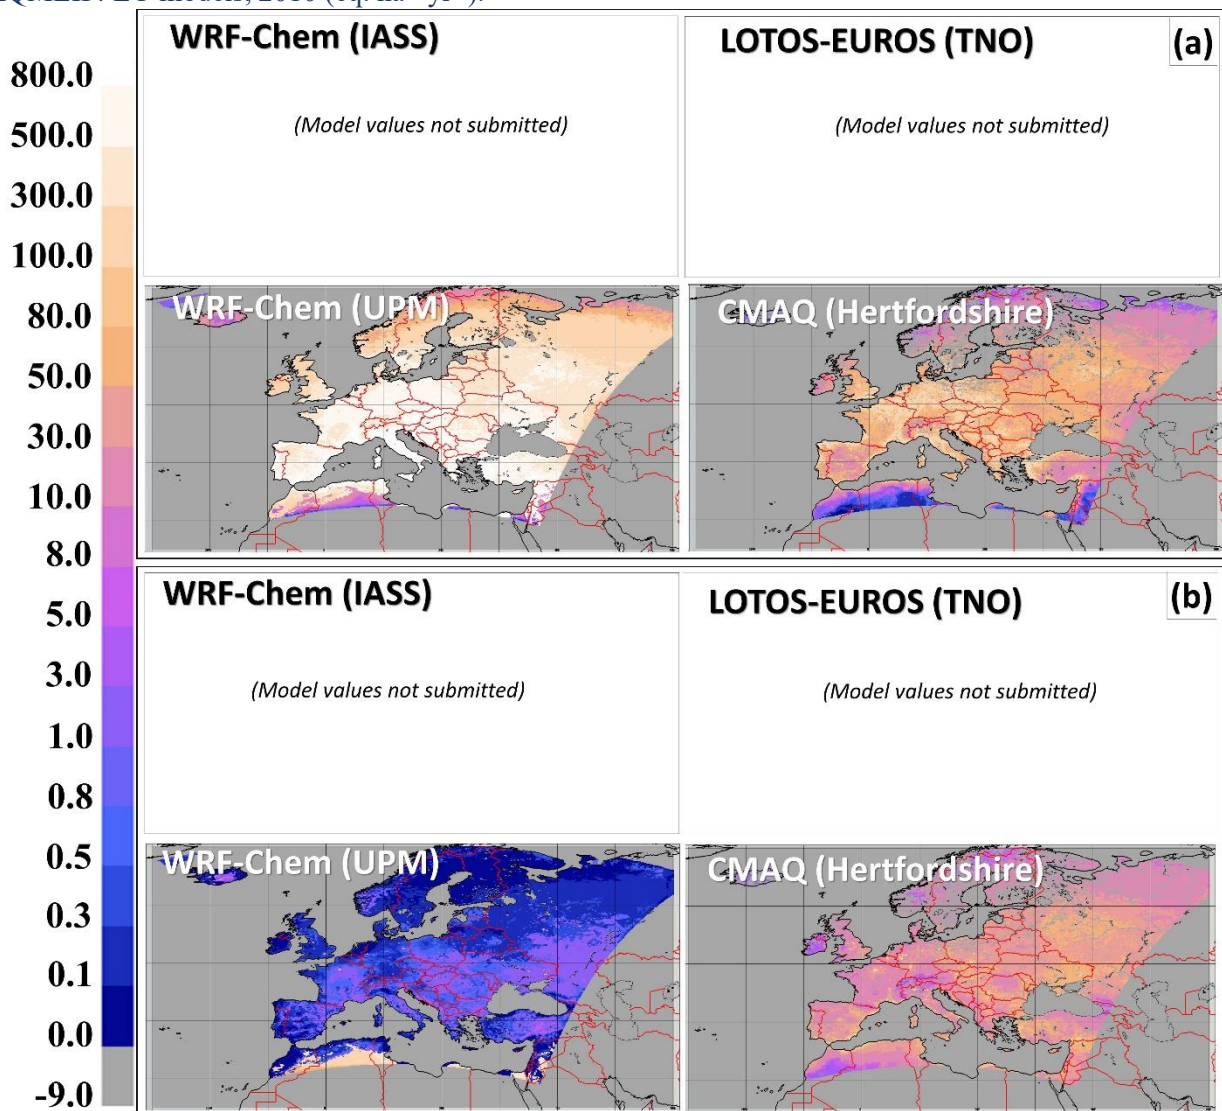 WRF-Chem (IASS)
LOTOS-EUROS (TNO)
(a)
(Model values not submitted)
(Model values not submitted)
WRF-Chem (UPM)
CMAQ (Hertfordshire)
WRF-Chem (IASS)
LOTOS-EUROS (TNO)
(b)
(Model values not submitted)
(Model values not submitted)
WRF-Chem (UPM)
CMAQ (Hertfordshire)
800.0
500.0
300.0
100.0
80.0
50.0
30.0
10.0
8.0
5.0
3.0
1.0
0.8
0.5
0.3
0.1
0.0
-9.0